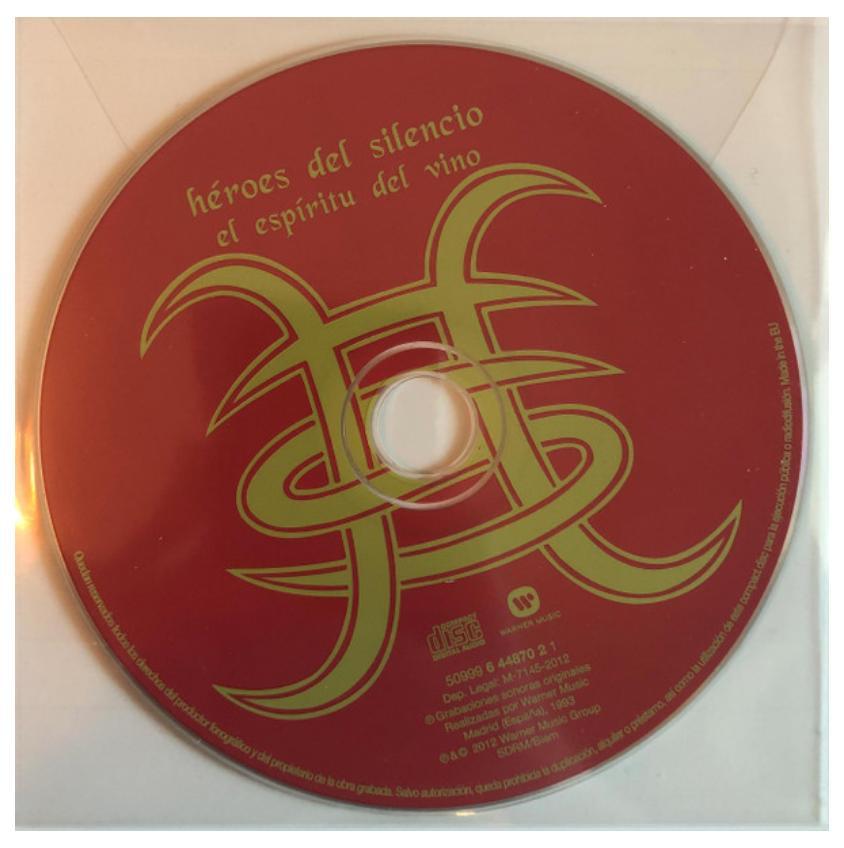 héroes del silencio
el espíritu del vino
COMPACT
disc
DIGITAL AUDIO
WARNER MUSIC
50999 6 44870 2 1
Dep. Legal: M-7145-2012
℗ Grabaciones sonoras originales
Realizadas por Warner Music
Madrid (España), 1993
℗ & © 2012 Warner Music Group
SDRM/Biem
Quedan reservados todos los derechos del productor fonográfico y del propietario de la obra grabada. Salvo autorización, queda prohibida la duplicación, alquiler o préstamo, así como la utilización de este compact disc para la ejecución pública o radiodifusión. Made in the EU